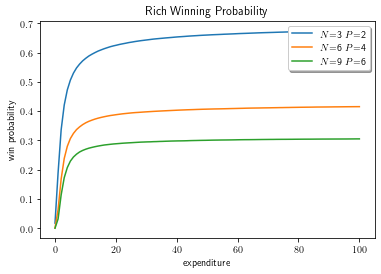 Rich Winning Probability
N=3 P=2
N=6 P=4
N=9 P=6
win probability
0.7
0.6
0.5
0.4
0.3
0.2
0.1
0.0
0 20 40 60 80 100
expenditure